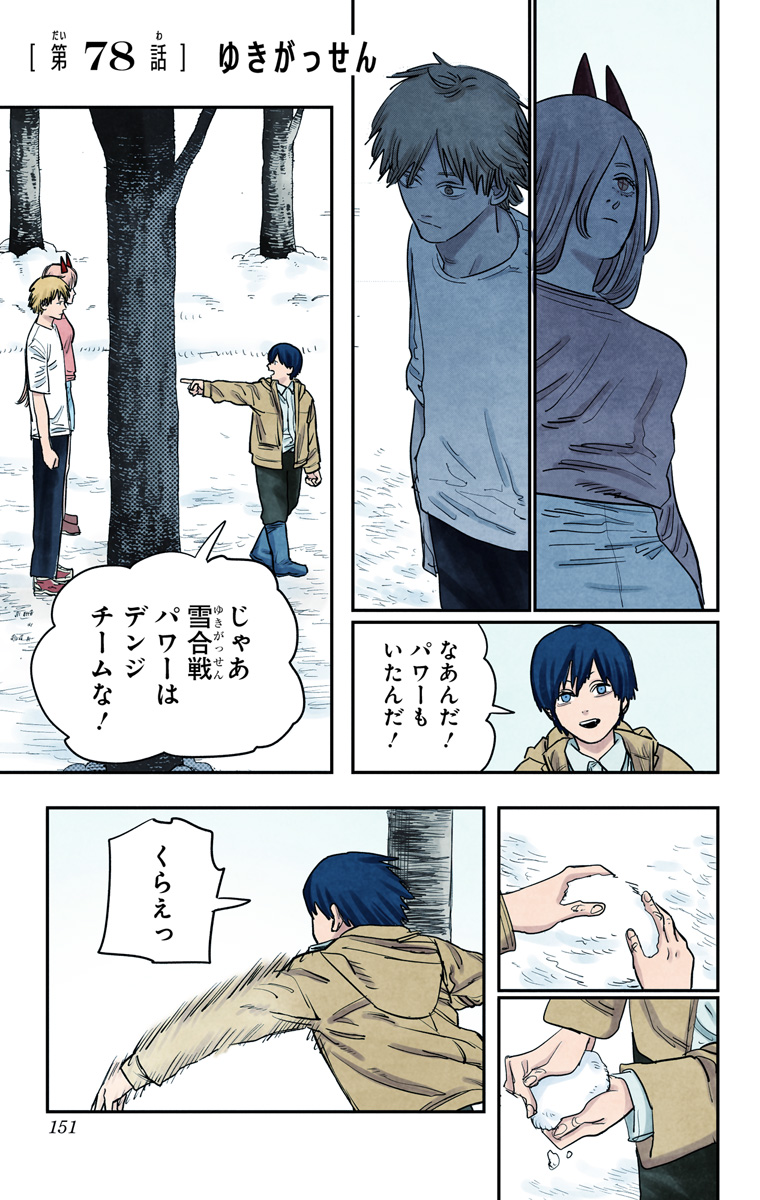 [第78話] ゆきがっせん
だい
わ
なあんだ！
パワーも
いたんだ！
じゃあ
雪合戦
ゆきがっせん
パワーは
デンジ
チームな！
くらえっ
151